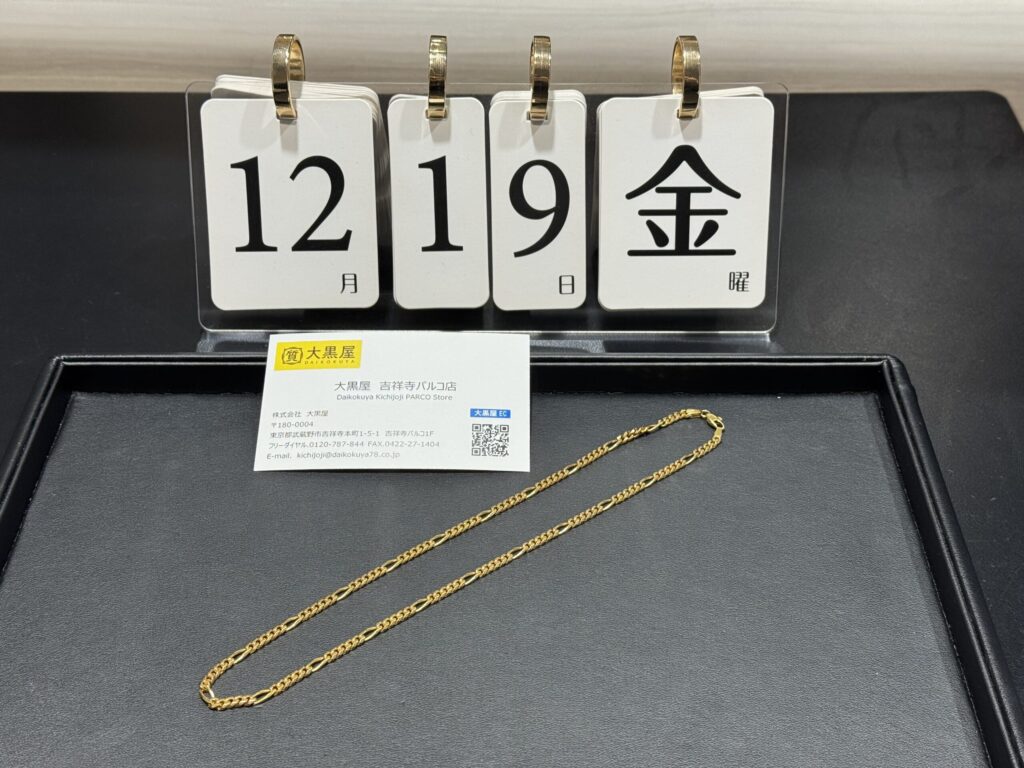 12月
19日
金曜
質 大黒屋
DAIKOKUYA
大黒屋 吉祥寺パルコ店
Daikokuya Kichijoji PARCO Store
大黒屋 EC
株式会社 大黒屋
〒180-0004
東京都武蔵野市吉祥寺本町1-5-1 吉祥寺パルコ1F
フリーダイヤル.0120-787-844 FAX.0422-27-1404
E-mail. kichijoji@daikokuya78.co.jp